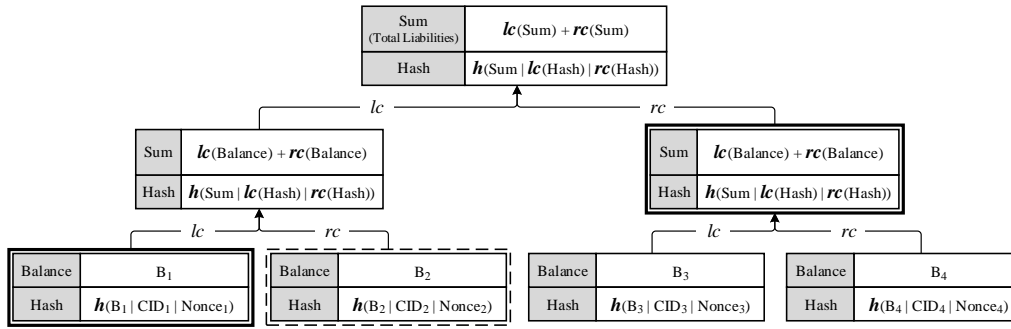 Sum
(Total Liabilities)
lc(Sum) + rc(Sum)
Hash
h(Sum | lc(Hash) | rc(Hash))
lc
rc
Sum
lc(Balance) + rc(Balance)
Hash
h(Sum | lc(Hash) | rc(Hash))
Sum
lc(Balance) + rc(Balance)
Hash
h(Sum | lc(Hash) | rc(Hash))
lc
rc
lc
rc
Balance
B₁
Hash
h(B₁ | CID₁ | Nonce₁)
Balance
B₂
Hash
h(B₂ | CID₂ | Nonce₂)
Balance
B₃
Hash
h(B₃ | CID₃ | Nonce₃)
Balance
B₄
Hash
h(B₄ | CID₄ | Nonce₄)